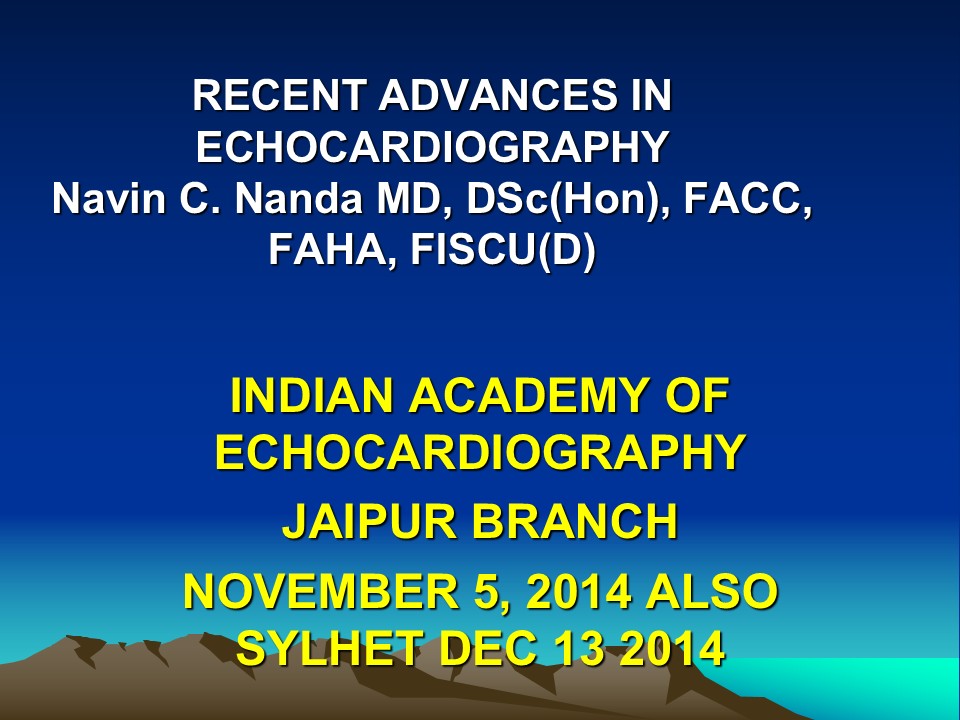 RECENT ADVANCES IN
ECHOCARDIOGRAPHY
Navin C. Nanda MD, DSc(Hon), FACC,
FAHA, FISCU(D)
INDIAN ACADEMY OF
ECHOCARDIOGRAPHY
JAIPUR BRANCH
NOVEMBER 5, 2014 ALSO
SYLHET DEC 13 2014